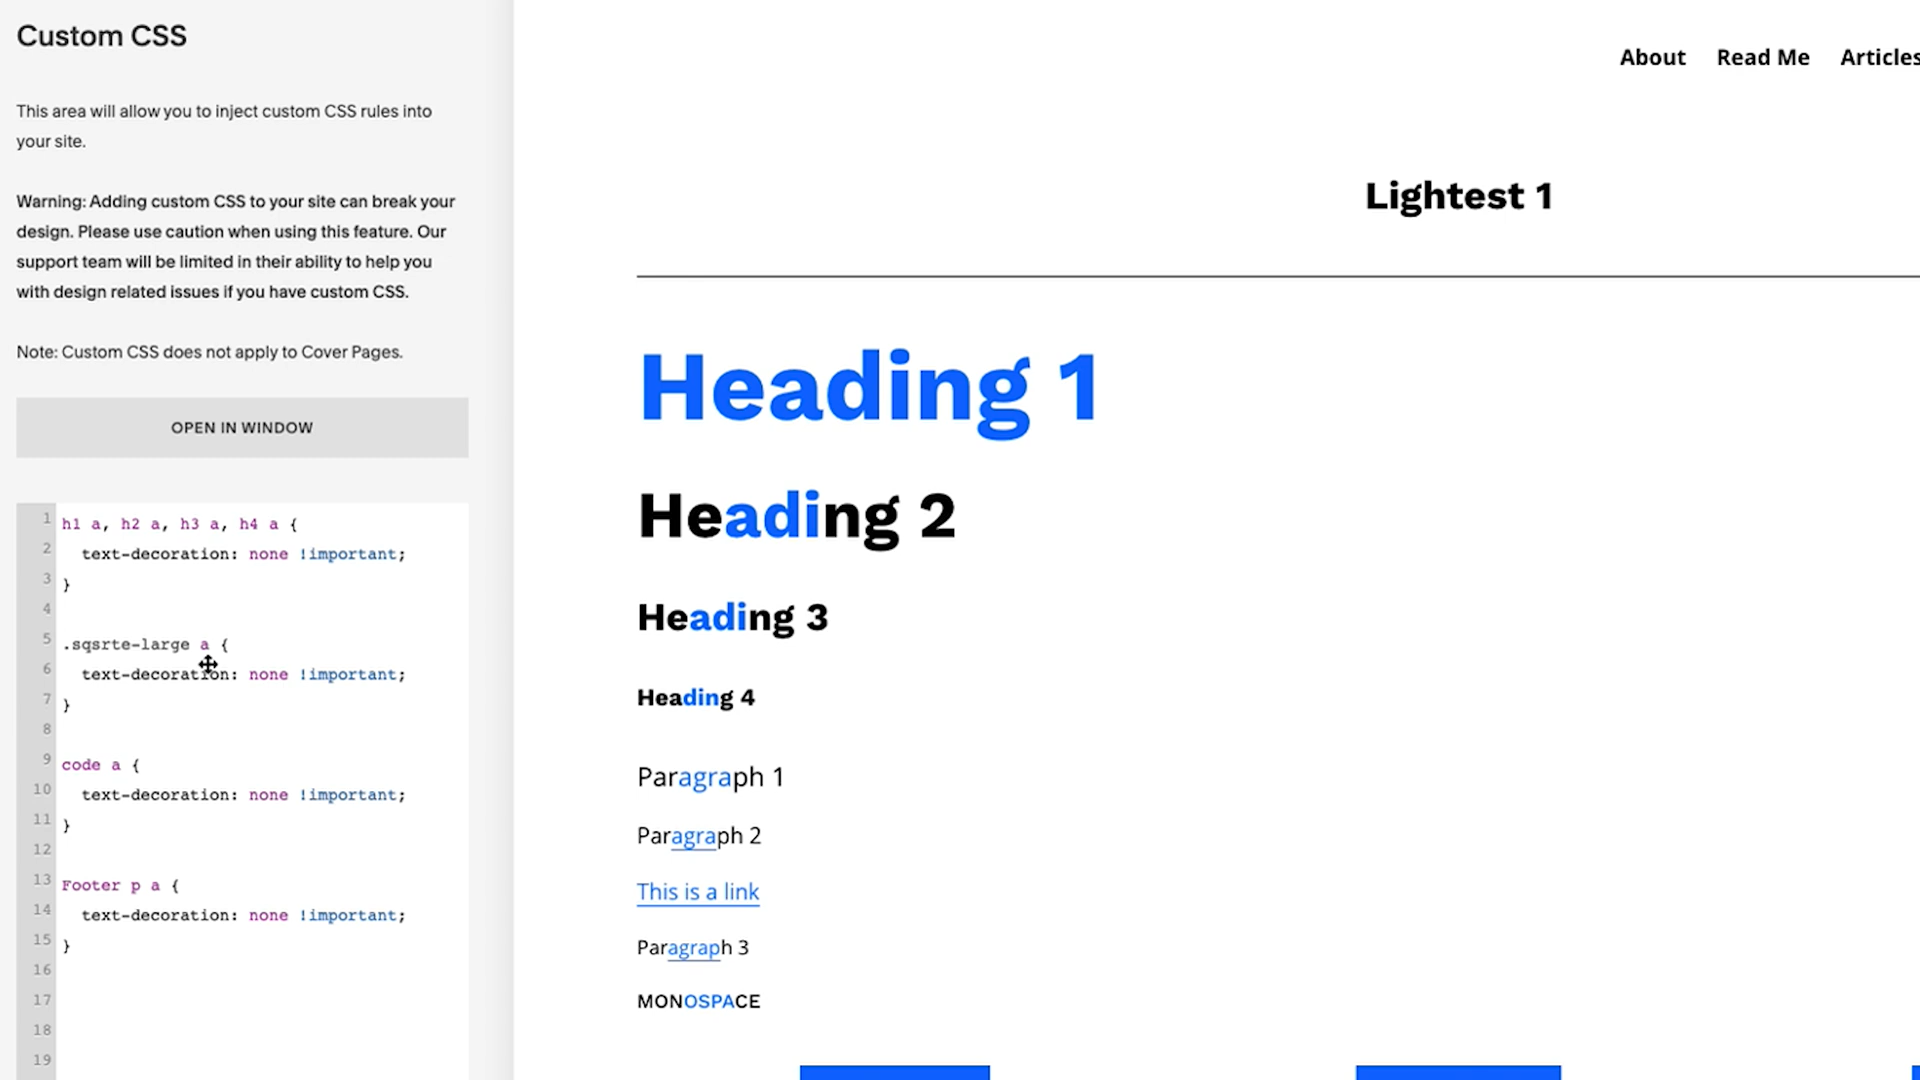 Custom CSS
This area will allow you to inject custom CSS rules into
your site.
Warning: Adding custom CSS to your site can break your
design. Please use caution when using this feature. Our
support team will be limited in their ability to help you
with design related issues if you have custom CSS.
Note: Custom CSS does not apply to Cover Pages.
OPEN IN WINDOW
1 h1 a, h2 a, h3 a, h4 a {
2 text-decoration: none !important;
3 }
4
5 .sqsrte-large a {
6 text-decoration: none !important;
7 }
8
9 code a {
10 text-decoration: none !important;
11 }
12
13 Footer p a {
14 text-decoration: none !important;
15 }
16
17
18
19
About Read Me Articles
Lightest 1
Heading 1
Heading 2
Heading 3
Heading 4
Paragraph 1
Paragraph 2
This is a link
Paragraph 3
MONOSPACE